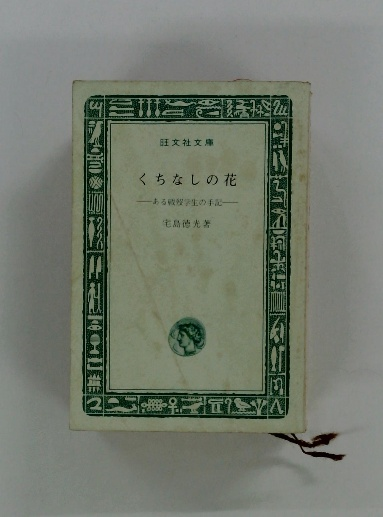 旺文社文庫
くちなしの花
――ある戦歿学生の手記――
宅島徳光著